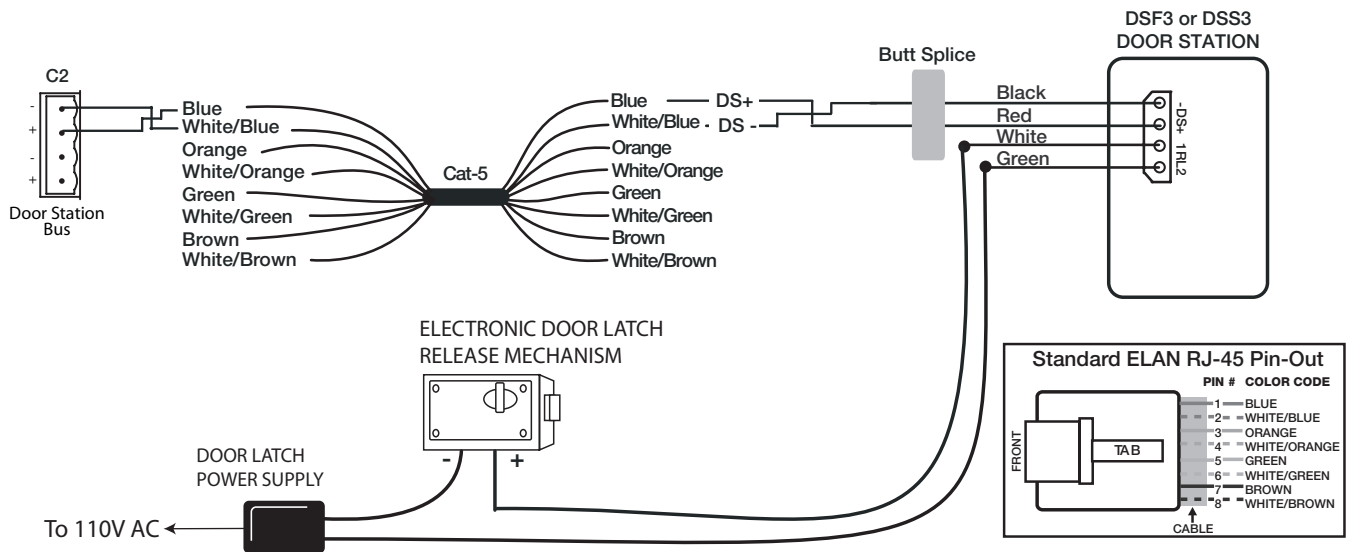 C2
-
+
-
+
Door Station
Bus
Blue
White/Blue
Orange
White/Orange
Green
White/Green
Brown
White/Brown
Cat-5
Blue
White/Blue
Orange
White/Orange
Green
White/Green
Brown
White/Brown
DS+
DS -
Butt Splice
Black
Red
White
Green
DSF3 or DSS3
DOOR STATION
-DS+
1RL2
ELECTRONIC DOOR LATCH
RELEASE MECHANISM
-
+
DOOR LATCH
POWER SUPPLY
To 110V AC
Standard ELAN RJ-45 Pin-Out
PIN # COLOR CODE
1 BLUE
2 WHITE/BLUE
3 ORANGE
4 WHITE/ORANGE
5 GREEN
6 WHITE/GREEN
7 BROWN
8 WHITE/BROWN
FRONT
TAB
CABLE